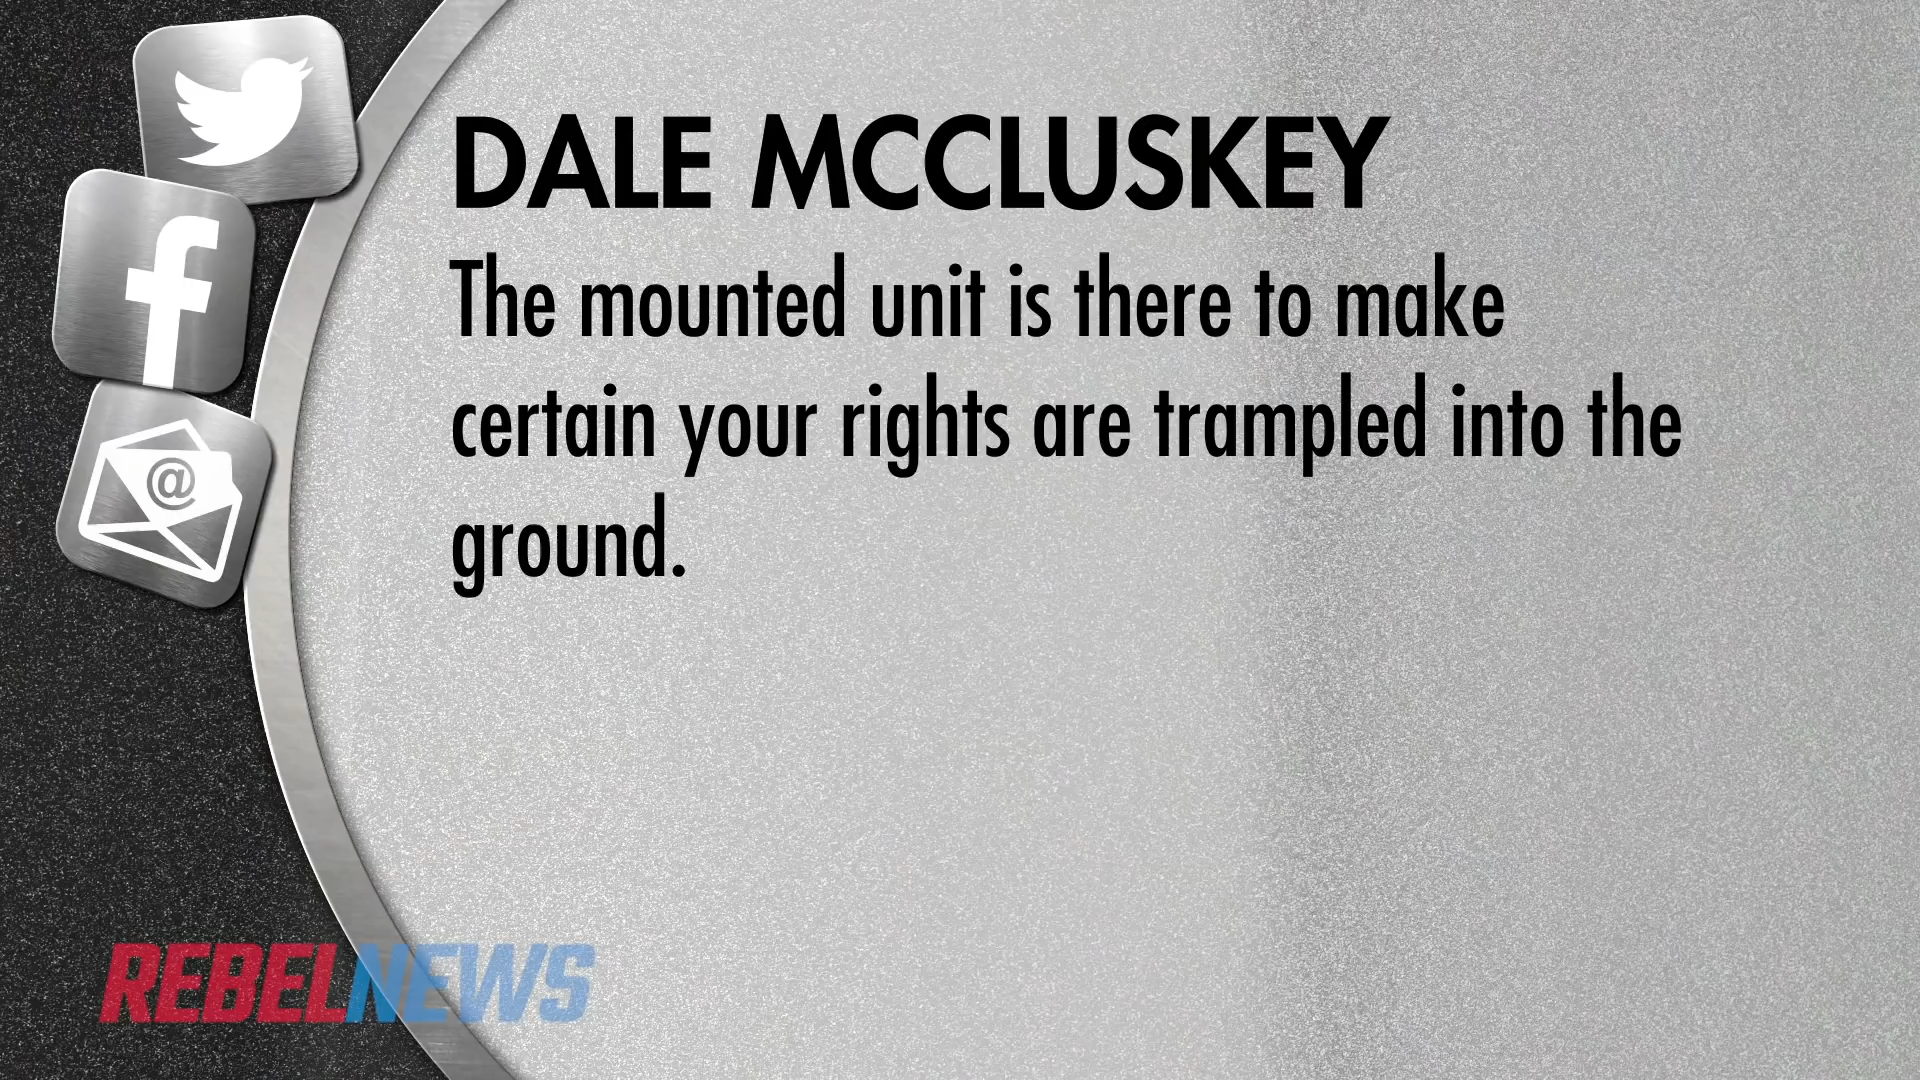 DALE MCCLUSKEY
The mounted unit is there to make
certain your rights are trampled into the
ground.
@
REBELNEWS